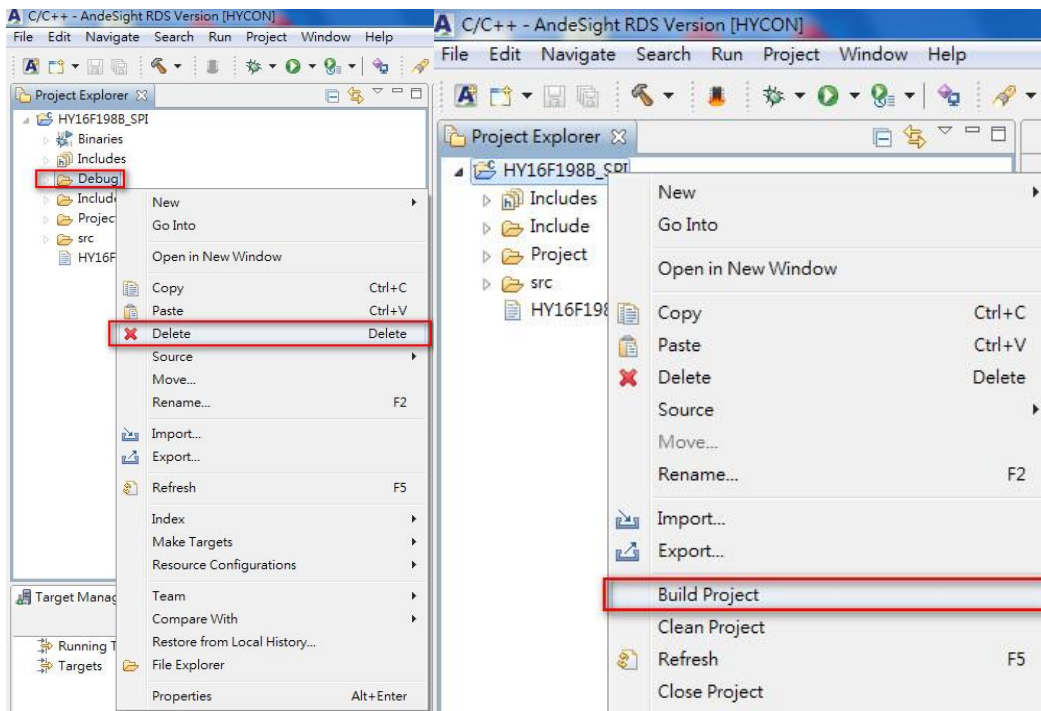 C/C++ - AndeSight RDS Version [HYCON]
File Edit Navigate Search Run Project Window Help
Project Explorer
HY16F198B_SPI
Binaries
Includes
Debug
Includ
Projec
src
HY16F
New
Go Into
Open in New Window
Copy Ctrl+C
Paste Ctrl+V
Delete Delete
Source
Move...
Rename... F2
Import...
Export...
Refresh F5
Index
Make Targets
Resource Configurations
Team
Compare With
Restore from Local History...
File Explorer
Properties Alt+Enter
Target Manag
Running T
Targets
C/C++ - AndeSight RDS Version [HYCON]
File Edit Navigate Search Run Project Window Help
Project Explorer
HY16F198B_SPI
Includes
Include
Project
src
HY16F198
New
Go Into
Open in New Window
Copy Ctrl+C
Paste Ctrl+V
Delete Delete
Source
Move...
Rename... F2
Import...
Export...
Build Project
Clean Project
Refresh F5
Close Project